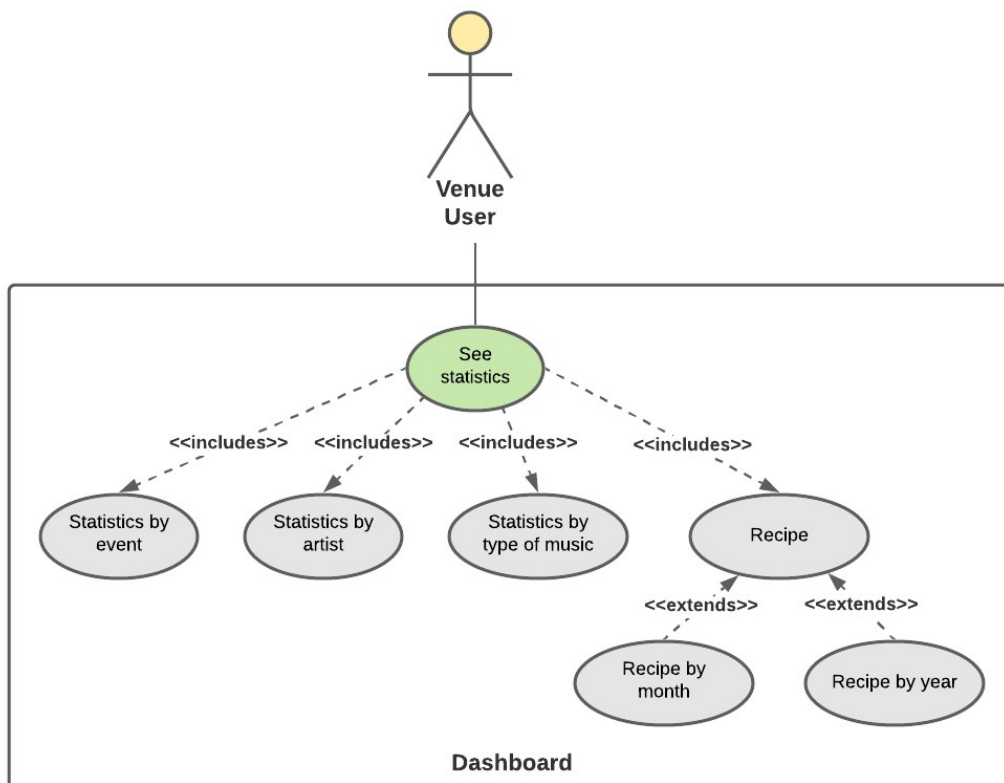 Venue
User
See
statistics
<<includes>>
<<includes>>
<<includes>>
<<includes>>
Statistics by
event
Statistics by
artist
Statistics by
type of music
Recipe
<<extends>>
<<extends>>
Recipe by
month
Recipe by year
Dashboard